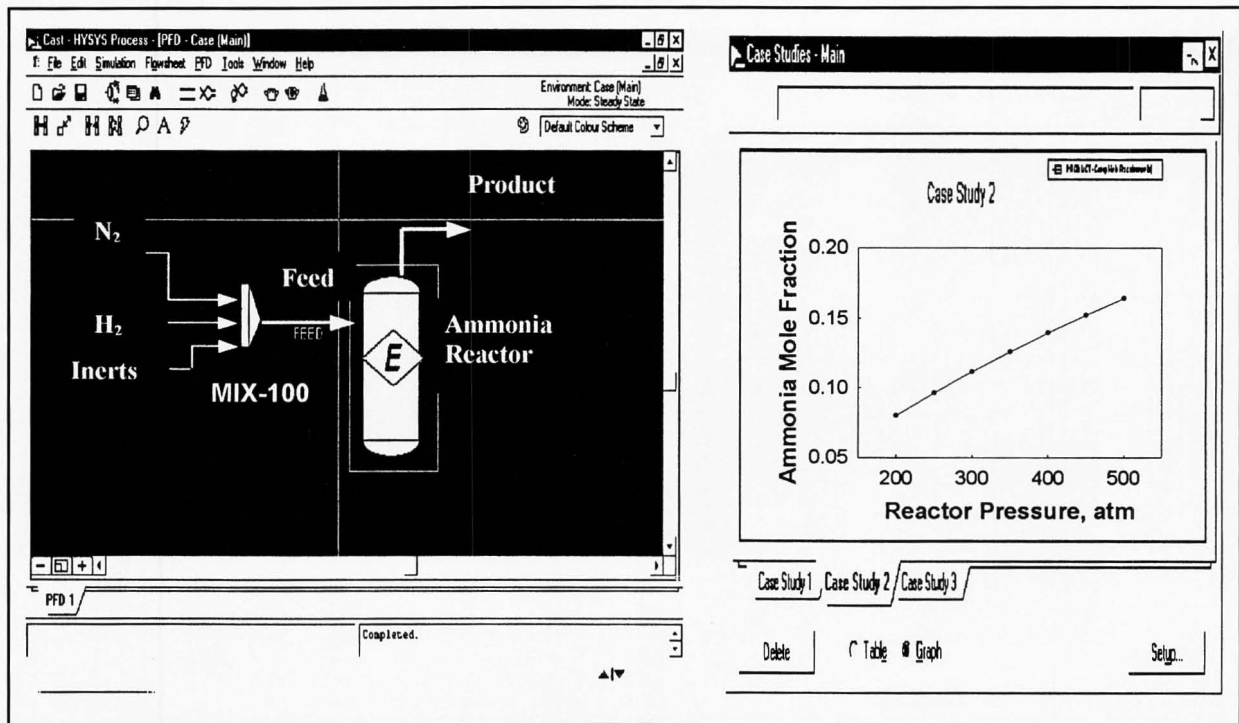 Cast - HYSYS Process - [PFD - Case (Main)]
File Edit Simulation Flowsheet PFD Tools Window Help
Environment: Case (Main)
Mode: Steady State
Default Colour Scheme
Product
N₂
Feed
H₂
FEED
Ammonia
Reactor
Inerts
MIX-100
E
PFD 1
Completed.
Case Studies - Main
Case Study 2
Ammonia Mole Fraction
0.20
0.15
0.10
0.05
200 300 400 500
Reactor Pressure, atm
Case Study 1 Case Study 2 Case Study 3
Delete Table Graph Setup...